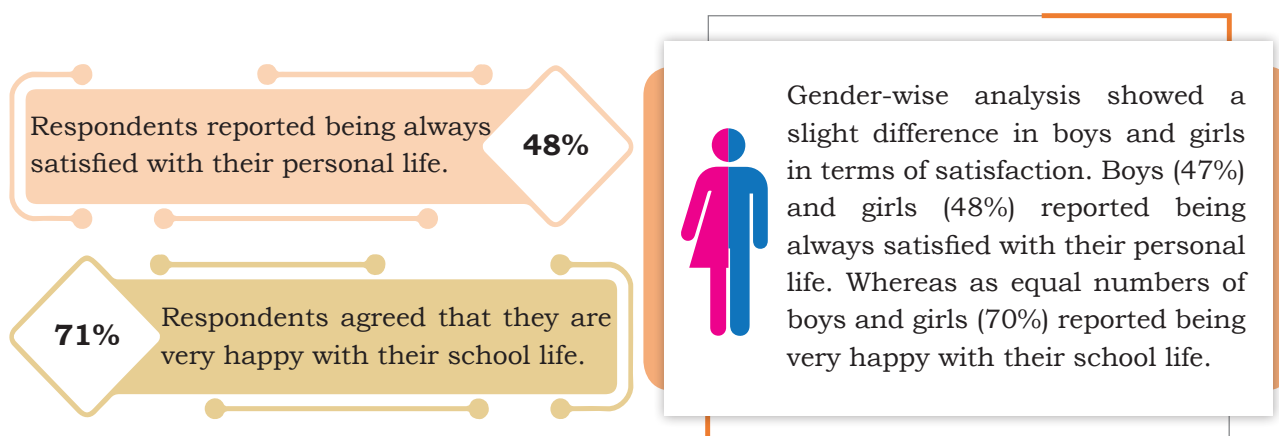 Respondents reported being always
satisfied with their personal life.
48%
71%
Respondents agreed that they are
very happy with their school life.
Gender-wise analysis showed a
slight difference in boys and girls
in terms of satisfaction. Boys (47%)
and girls (48%) reported being
always satisfied with their personal
life. Whereas as equal numbers of
boys and girls (70%) reported being
very happy with their school life.